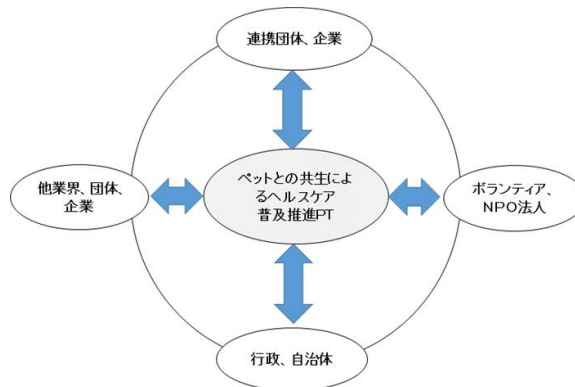 連携団体、企業
他業界、団体、
企業
ペットとの共生によ
るヘルスケア
普及推進PT
ボランティア、
NPO法人
行政、自治体